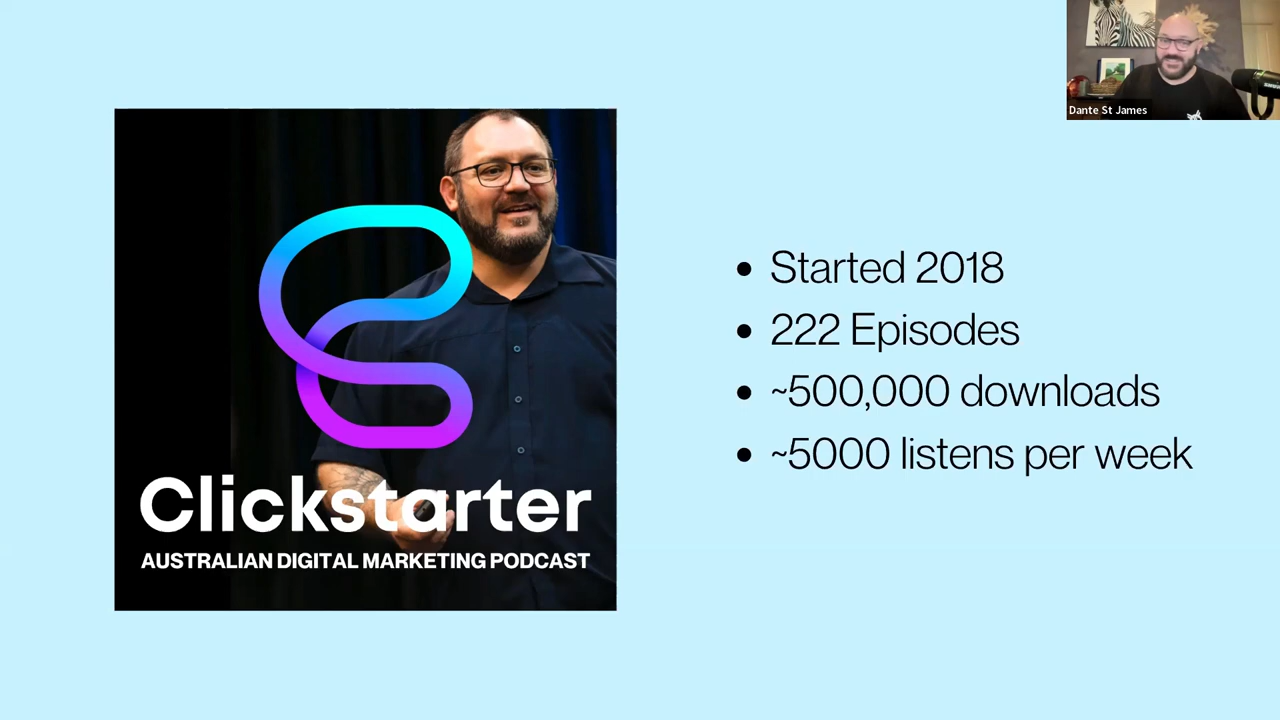 Dante St James
Clickstarter
AUSTRALIAN DIGITAL MARKETING PODCAST
• Started 2018
• 222 Episodes
• ~500,000 downloads
• ~5000 listens per week